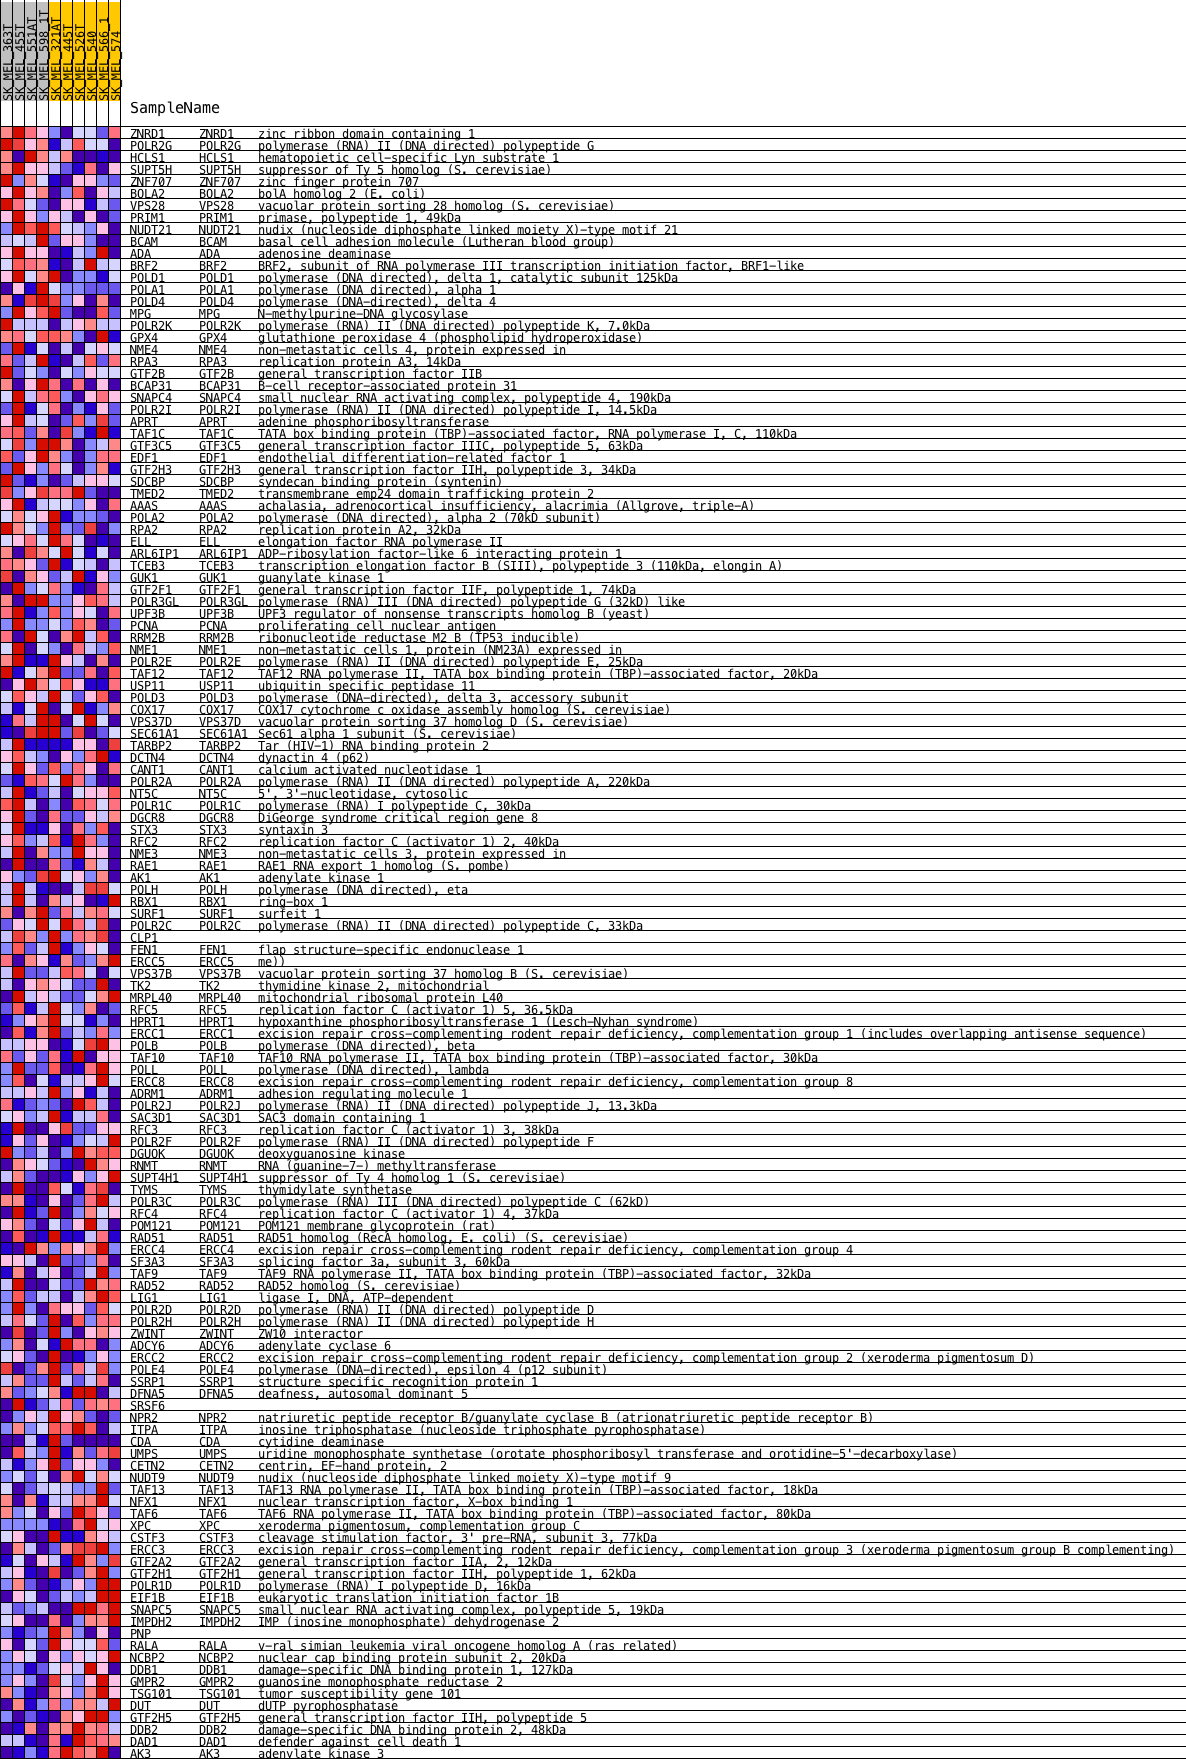 SK_MEL_363T
SK_MEL_455T
SK_MEL_551AT
SK_MEL_598_1T
SK_MEL_321AT
SK_MEL_445T
SK_MEL_526T
SK_MEL_540
SK_MEL_566_1
SK_MEL_574
SampleName
ZNRD1 ZNRD1 zinc ribbon domain containing 1
POLR2G POLR2G polymerase (RNA) II (DNA directed) polypeptide G
HCLS1 HCLS1 hematopoietic cell-specific Lyn substrate 1
SUPT5H SUPT5H suppressor of Ty 5 homolog (S. cerevisiae)
ZNF707 ZNF707 zinc finger protein 707
BOLA2 BOLA2 bolA homolog 2 (E. coli)
VPS28 VPS28 vacuolar protein sorting 28 homolog (S. cerevisiae)
PRIM1 PRIM1 primase, polypeptide 1, 49kDa
NUDT21 NUDT21 nudix (nucleoside diphosphate linked moiety X)-type motif 21
BCAM BCAM basal cell adhesion molecule (Lutheran blood group)
ADA ADA adenosine deaminase
BRF2 BRF2 BRF2, subunit of RNA polymerase III transcription initiation factor, BRF1-like
POLD1 POLD1 polymerase (DNA directed), delta 1, catalytic subunit 125kDa
POLA1 POLA1 polymerase (DNA directed), alpha 1
POLD4 POLD4 polymerase (DNA-directed), delta 4
MPG MPG N-methylpurine-DNA glycosylase
POLR2K POLR2K polymerase (RNA) II (DNA directed) polypeptide K, 7.0kDa
GPX4 GPX4 glutathione peroxidase 4 (phospholipid hydroperoxidase)
NME4 NME4 non-metastatic cells 4, protein expressed in
RPA3 RPA3 replication protein A3, 14kDa
GTF2B GTF2B general transcription factor IIB
BCAP31 BCAP31 B-cell receptor-associated protein 31
SNAPC4 SNAPC4 small nuclear RNA activating complex, polypeptide 4, 190kDa
POLR2I POLR2I polymerase (RNA) II (DNA directed) polypeptide I, 14.5kDa
APRT APRT adenine phosphoribosyltransferase
TAF1C TAF1C TATA box binding protein (TBP)-associated factor, RNA polymerase I, C, 110kDa
GTF3C5 GTF3C5 general transcription factor IIIC, polypeptide 5, 63kDa
EDF1 EDF1 endothelial differentiation-related factor 1
GTF2H3 GTF2H3 general transcription factor IIH, polypeptide 3, 34kDa
SDCBP SDCBP syndecan binding protein (syntenin)
TMED2 TMED2 transmembrane emp24 domain trafficking protein 2
AAAS AAAS achalasia, adrenocortical insufficiency, alacrimia (Allgrove, triple-A)
POLA2 POLA2 polymerase (DNA directed), alpha 2 (70kD subunit)
RPA2 RPA2 replication protein A2, 32kDa
ELL ELL elongation factor RNA polymerase II
ARL6IP1 ARL6IP1 ADP-ribosylation factor-like 6 interacting protein 1
TCEB3 TCEB3 transcription elongation factor B (SIII), polypeptide 3 (110kDa, elongin A)
GUK1 GUK1 guanylate kinase 1
GTF2F1 GTF2F1 general transcription factor IIF, polypeptide 1, 74kDa
POLR3GL POLR3GL polymerase (RNA) III (DNA directed) polypeptide G (32kD) like
UPF3B UPF3B UPF3 regulator of nonsense transcripts homolog B (yeast)
PCNA PCNA proliferating cell nuclear antigen
RRM2B RRM2B ribonucleotide reductase M2 B (TP53 inducible)
NME1 NME1 non-metastatic cells 1, protein (NM23A) expressed in
POLR2E POLR2E polymerase (RNA) II (DNA directed) polypeptide E, 25kDa
TAF12 TAF12 TAF12 RNA polymerase II, TATA box binding protein (TBP)-associated factor, 20kDa
USP11 USP11 ubiquitin specific peptidase 11
POLD3 POLD3 polymerase (DNA-directed), delta 3, accessory subunit
COX17 COX17 COX17 cytochrome c oxidase assembly homolog (S. cerevisiae)
VPS37D VPS37D vacuolar protein sorting 37 homolog D (S. cerevisiae)
SEC61A1 SEC61A1 Sec61 alpha 1 subunit (S. cerevisiae)
TARBP2 TARBP2 Tar (HIV-1) RNA binding protein 2
DCTN4 DCTN4 dynactin 4 (p62)
CANT1 CANT1 calcium activated nucleotidase 1
POLR2A POLR2A polymerase (RNA) II (DNA directed) polypeptide A, 220kDa
NT5C NT5C 5', 3'-nucleotidase, cytosolic
POLR1C POLR1C polymerase (RNA) I polypeptide C, 30kDa
DGCR8 DGCR8 DiGeorge syndrome critical region gene 8
STX3 STX3 syntaxin 3
RFC2 RFC2 replication factor C (activator 1) 2, 40kDa
NME3 NME3 non-metastatic cells 3, protein expressed in
RAE1 RAE1 RAE1 RNA export 1 homolog (S. pombe)
AK1 AK1 adenylate kinase 1
POLH POLH polymerase (DNA directed), eta
RBX1 RBX1 ring-box 1
SURF1 SURF1 surfeit 1
POLR2C POLR2C polymerase (RNA) II (DNA directed) polypeptide C, 33kDa
CLP1
FEN1 FEN1 flap structure-specific endonuclease 1
ERCC5 ERCC5 me))
VPS37B VPS37B vacuolar protein sorting 37 homolog B (S. cerevisiae)
TK2 TK2 thymidine kinase 2, mitochondrial
MRPL40 MRPL40 mitochondrial ribosomal protein L40
RFC5 RFC5 replication factor C (activator 1) 5, 36.5kDa
HPRT1 HPRT1 hypoxanthine phosphoribosyltransferase 1 (Lesch-Nyhan syndrome)
ERCC1 ERCC1 excision repair cross-complementing rodent repair deficiency, complementation group 1 (includes overlapping antisense sequence)
POLB POLB polymerase (DNA directed), beta
TAF10 TAF10 TAF10 RNA polymerase II, TATA box binding protein (TBP)-associated factor, 30kDa
POLL POLL polymerase (DNA directed), lambda
ERCC8 ERCC8 excision repair cross-complementing rodent repair deficiency, complementation group 8
ADRM1 ADRM1 adhesion regulating molecule 1
POLR2J POLR2J polymerase (RNA) II (DNA directed) polypeptide J, 13.3kDa
SAC3D1 SAC3D1 SAC3 domain containing 1
RFC3 RFC3 replication factor C (activator 1) 3, 38kDa
POLR2F POLR2F polymerase (RNA) II (DNA directed) polypeptide F
DGUOK DGUOK deoxyguanosine kinase
RNMT RNMT RNA (guanine-7-) methyltransferase
SUPT4H1 SUPT4H1 suppressor of Ty 4 homolog 1 (S. cerevisiae)
TYMS TYMS thymidylate synthetase
POLR3C POLR3C polymerase (RNA) III (DNA directed) polypeptide C (62kD)
RFC4 RFC4 replication factor C (activator 1) 4, 37kDa
POM121 POM121 POM121 membrane glycoprotein (rat)
RAD51 RAD51 RAD51 homolog (RecA homolog, E. coli) (S. cerevisiae)
ERCC4 ERCC4 excision repair cross-complementing rodent repair deficiency, complementation group 4
SF3A3 SF3A3 splicing factor 3a, subunit 3, 60kDa
TAF9 TAF9 TAF9 RNA polymerase II, TATA box binding protein (TBP)-associated factor, 32kDa
RAD52 RAD52 RAD52 homolog (S. cerevisiae)
LIG1 LIG1 ligase I, DNA, ATP-dependent
POLR2D POLR2D polymerase (RNA) II (DNA directed) polypeptide D
POLR2H POLR2H polymerase (RNA) II (DNA directed) polypeptide H
ZWINT ZWINT ZW10 interactor
ADCY6 ADCY6 adenylate cyclase 6
ERCC2 ERCC2 excision repair cross-complementing rodent repair deficiency, complementation group 2 (xeroderma pigmentosum D)
POLE4 POLE4 polymerase (DNA-directed), epsilon 4 (p12 subunit)
SSRP1 SSRP1 structure specific recognition protein 1
DFNA5 DFNA5 deafness, autosomal dominant 5
SRSF6
NPR2 NPR2 natriuretic peptide receptor B/guanylate cyclase B (atrionatriuretic peptide receptor B)
ITPA ITPA inosine triphosphatase (nucleoside triphosphate pyrophosphatase)
CDA CDA cytidine deaminase
UMPS UMPS uridine monophosphate synthetase (orotate phosphoribosyl transferase and orotidine-5'-decarboxylase)
CETN2 CETN2 centrin, EF-hand protein, 2
NUDT9 NUDT9 nudix (nucleoside diphosphate linked moiety X)-type motif 9
TAF13 TAF13 TAF13 RNA polymerase II, TATA box binding protein (TBP)-associated factor, 18kDa
NFX1 NFX1 nuclear transcription factor, X-box binding 1
TAF6 TAF6 TAF6 RNA polymerase II, TATA box binding protein (TBP)-associated factor, 80kDa
XPC XPC xeroderma pigmentosum, complementation group C
CSTF3 CSTF3 cleavage stimulation factor, 3' pre-RNA, subunit 3, 77kDa
ERCC3 ERCC3 excision repair cross-complementing rodent repair deficiency, complementation group 3 (xeroderma pigmentosum group B complementing)
GTF2A2 GTF2A2 general transcription factor IIA, 2, 12kDa
GTF2H1 GTF2H1 general transcription factor IIH, polypeptide 1, 62kDa
POLR1D POLR1D polymerase (RNA) I polypeptide D, 16kDa
EIF1B EIF1B eukaryotic translation initiation factor 1B
SNAPC5 SNAPC5 small nuclear RNA activating complex, polypeptide 5, 19kDa
IMPDH2 IMPDH2 IMP (inosine monophosphate) dehydrogenase 2
PNP
RALA RALA v-ral simian leukemia viral oncogene homolog A (ras related)
NCBP2 NCBP2 nuclear cap binding protein subunit 2, 20kDa
DDB1 DDB1 damage-specific DNA binding protein 1, 127kDa
GMPR2 GMPR2 guanosine monophosphate reductase 2
TSG101 TSG101 tumor susceptibility gene 101
DUT DUT dUTP pyrophosphatase
GTF2H5 GTF2H5 general transcription factor IIH, polypeptide 5
DDB2 DDB2 damage-specific DNA binding protein 2, 48kDa
DAD1 DAD1 defender against cell death 1
AK3 AK3 adenylate kinase 3